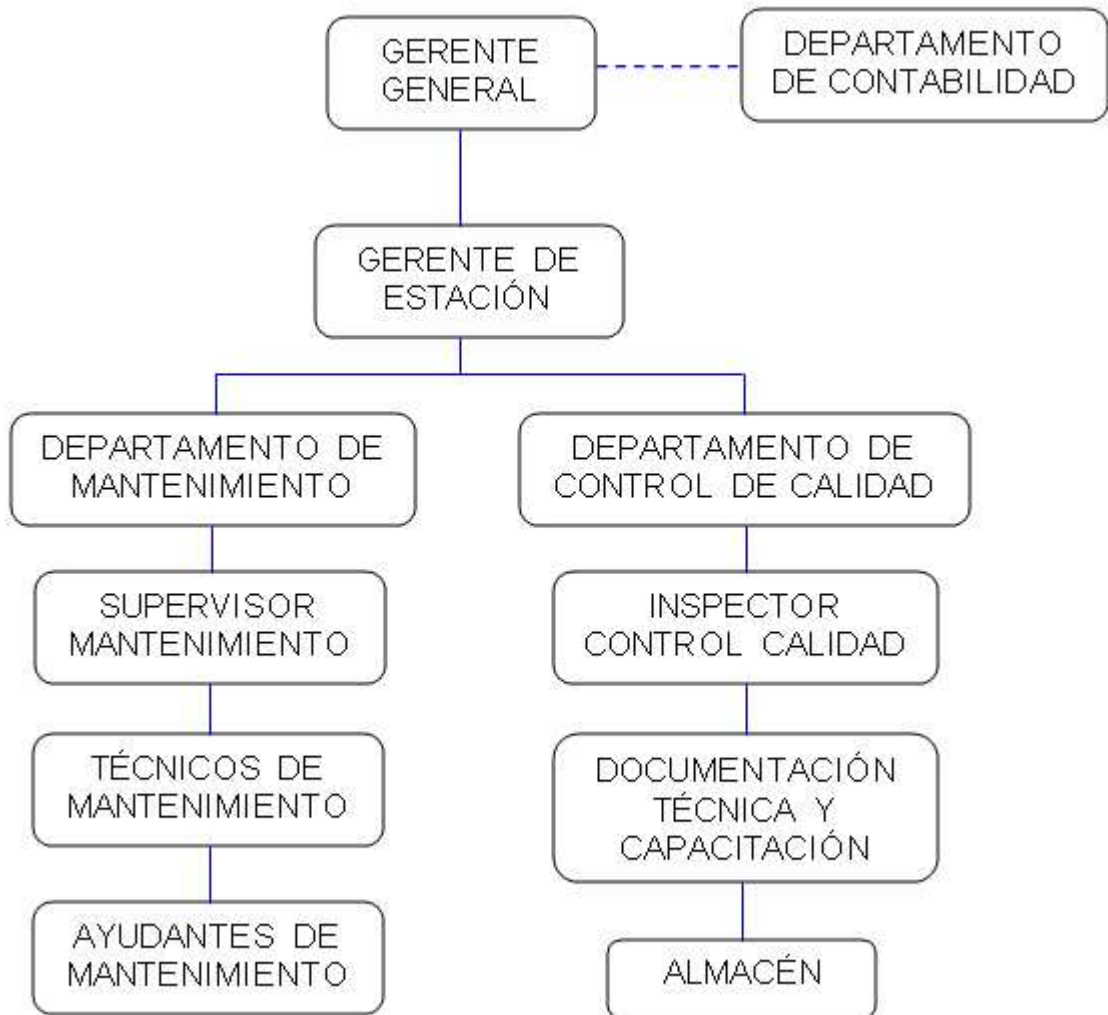 GERENTE
GENERAL
DEPARTAMENTO
DE CONTABILIDAD
GERENTE DE
ESTACIÓN
DEPARTAMENTO DE
MANTENIMIENTO
DEPARTAMENTO DE
CONTROL DE CALIDAD
SUPERVISOR
MANTENIMIENTO
INSPECTOR
CONTROL CALIDAD
TÉCNICOS DE
MANTENIMIENTO
DOCUMENTACIÓN
TÉCNICA Y
CAPACITACIÓN
AYUDANTES DE
MANTENIMIENTO
ALMACÉN